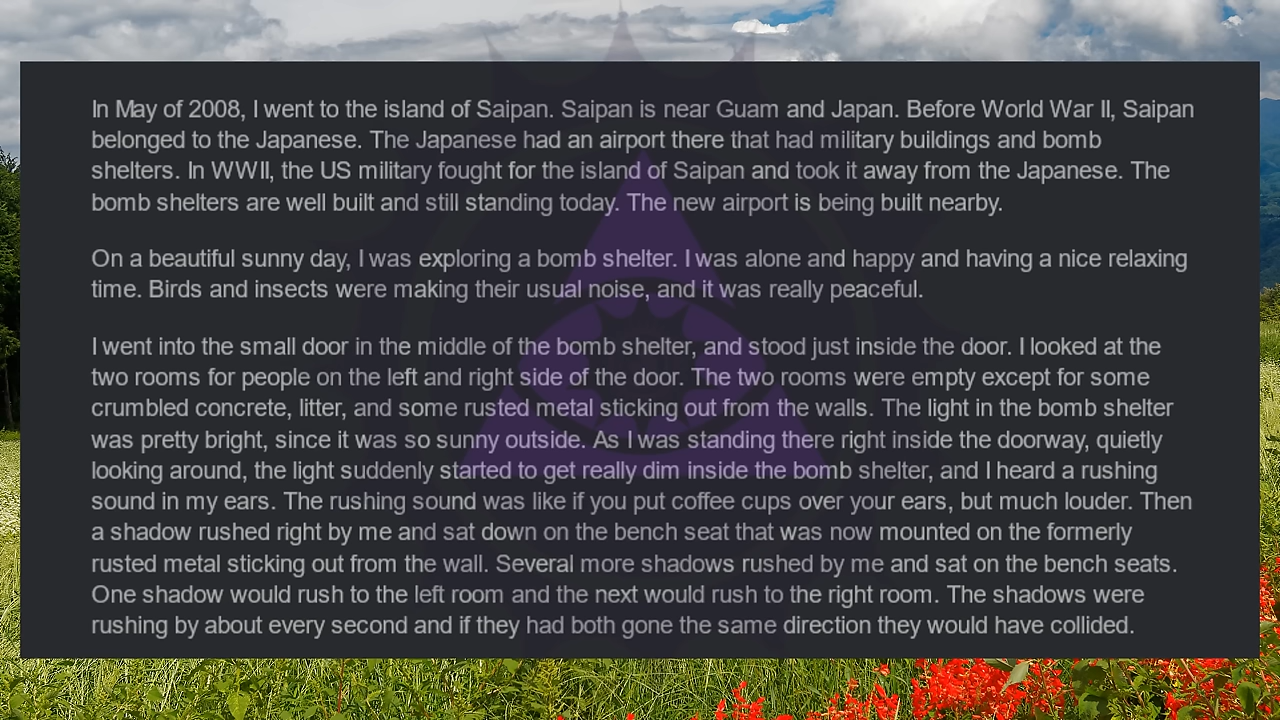 In May of 2008, I went to the island of Saipan. Saipan is near Guam and Japan. Before World War II, Saipan
belonged to the Japanese. The Japanese had an airport there that had military buildings and bomb
shelters. In WWII, the US military fought for the island of Saipan and took it away from the Japanese. The
bomb shelters are well built and still standing today. The new airport is being built nearby.
On a beautiful sunny day, I was exploring a bomb shelter. I was alone and happy and having a nice relaxing
time. Birds and insects were making their usual noise, and it was really peaceful.
I went into the small door in the middle of the bomb shelter, and stood just inside the door. I looked at the
two rooms for people on the left and right side of the door. The two rooms were empty except for some
crumbled concrete, litter, and some rusted metal sticking out from the walls. The light in the bomb shelter
was pretty bright, since it was so sunny outside. As I was standing there right inside the doorway, quietly
looking around, the light suddenly started to get really dim inside the bomb shelter, and I heard a rushing
sound in my ears. The rushing sound was like if you put coffee cups over your ears, but much louder. Then
a shadow rushed right by me and sat down on the bench seat that was now mounted on the formerly
rusted metal sticking out from the wall. Several more shadows rushed by me and sat on the bench seats.
One shadow would rush to the left room and the next would rush to the right room. The shadows were
rushing by about every second and if they had both gone the same direction they would have collided.